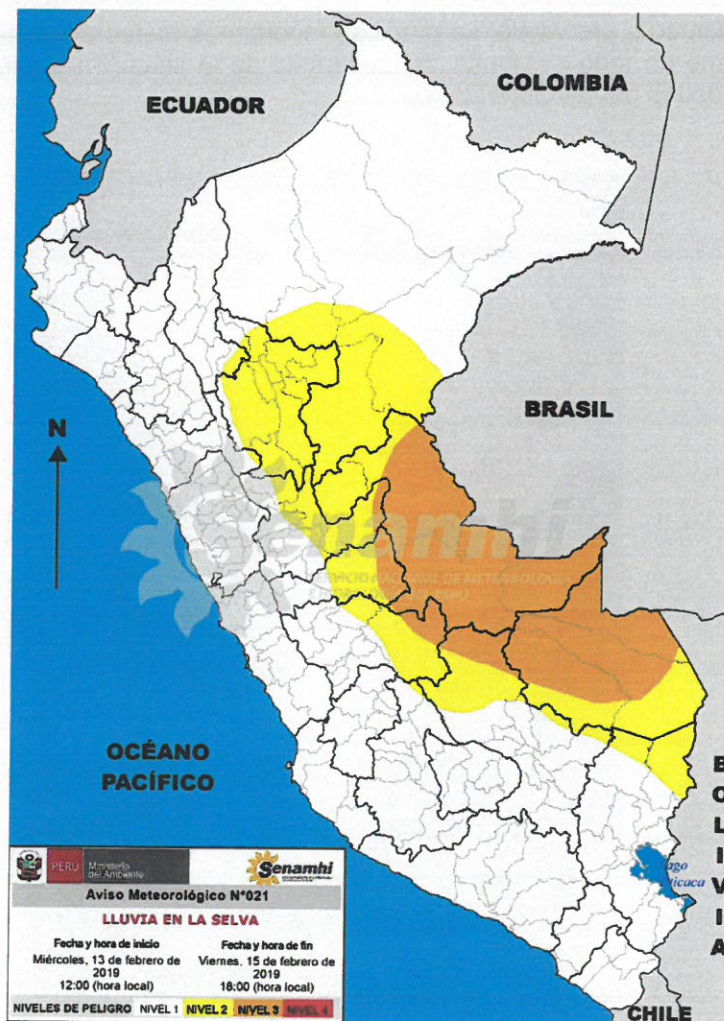 COLOMBIA
ECUADOR
BRASIL
N
Senamhi
OCÉANO
PACÍFICO
BOLIVIA
CHILE
PERÚ Ministerio
del Ambiente
Senamhi
Aviso Meteorológico N°021
LLUVIA EN LA SELVA
Fecha y hora de inicio
Miércoles, 13 de febrero de
2019
12:00 (hora local)
Fecha y hora de fin
Viernes, 15 de febrero de
2019
18:00 (hora local)
NIVELES DE PELIGRO NIVEL 1 NIVEL 2 NIVEL 3 NIVEL 4